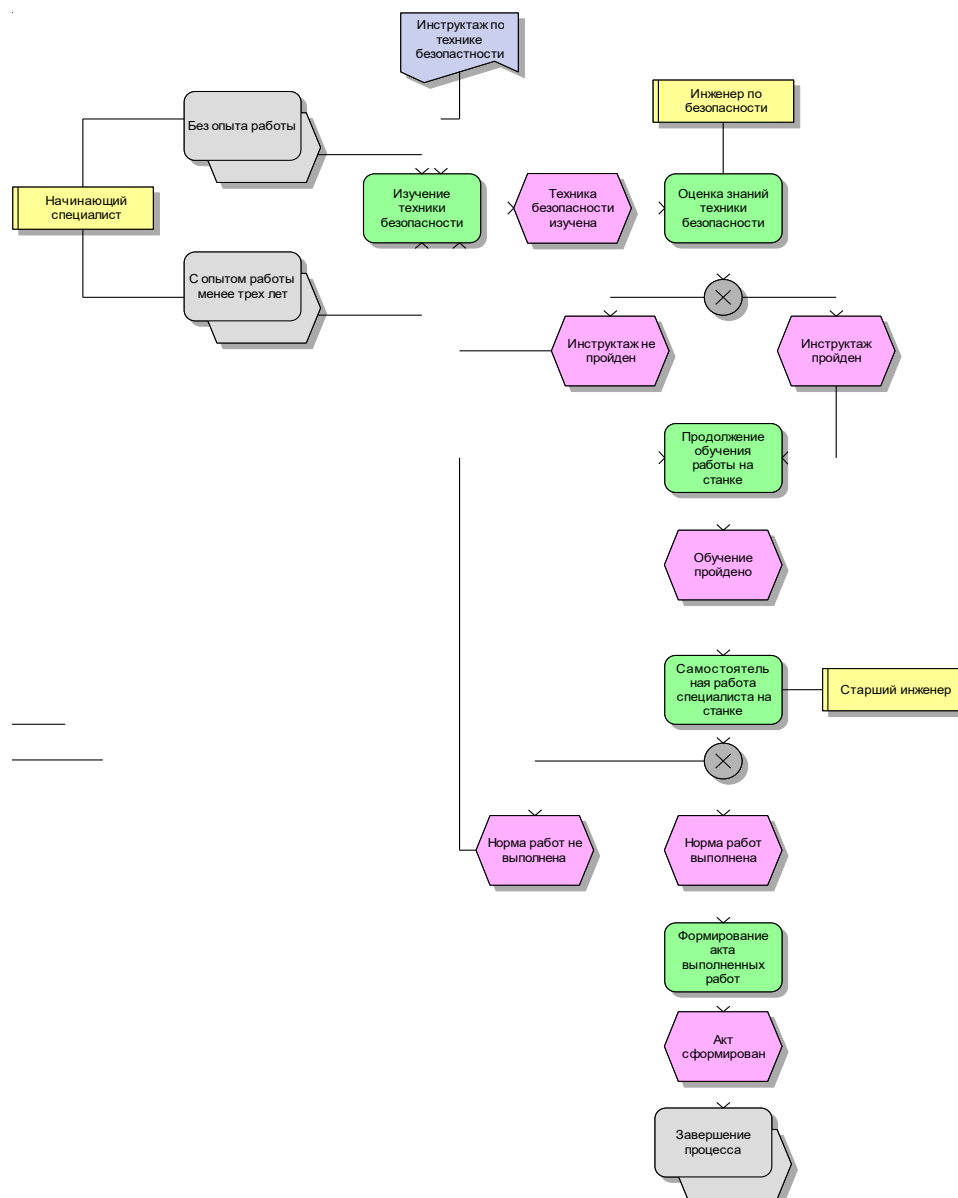 Инструктаж по
технике
безопастности
Инженер по
безопасности
Без опыта работы
Начинающий
специалист
Изучение
техники
безопасности
Техника
безопасности
изучена
Оценка знаний
техники
безопасности
С опытом работы
менее трех лет
Инструктаж не
пройден
Инструктаж
пройден
Продолжение
обучения
работы на
станке
Обучение
пройдено
Самостоятель
ная работа
специалиста на
станке
Старший инженер
Норма работ не
выполнена
Норма работ
выполнена
Формирование
акта
выполненных
работ
Акт
сформирован
Завершение
процесса